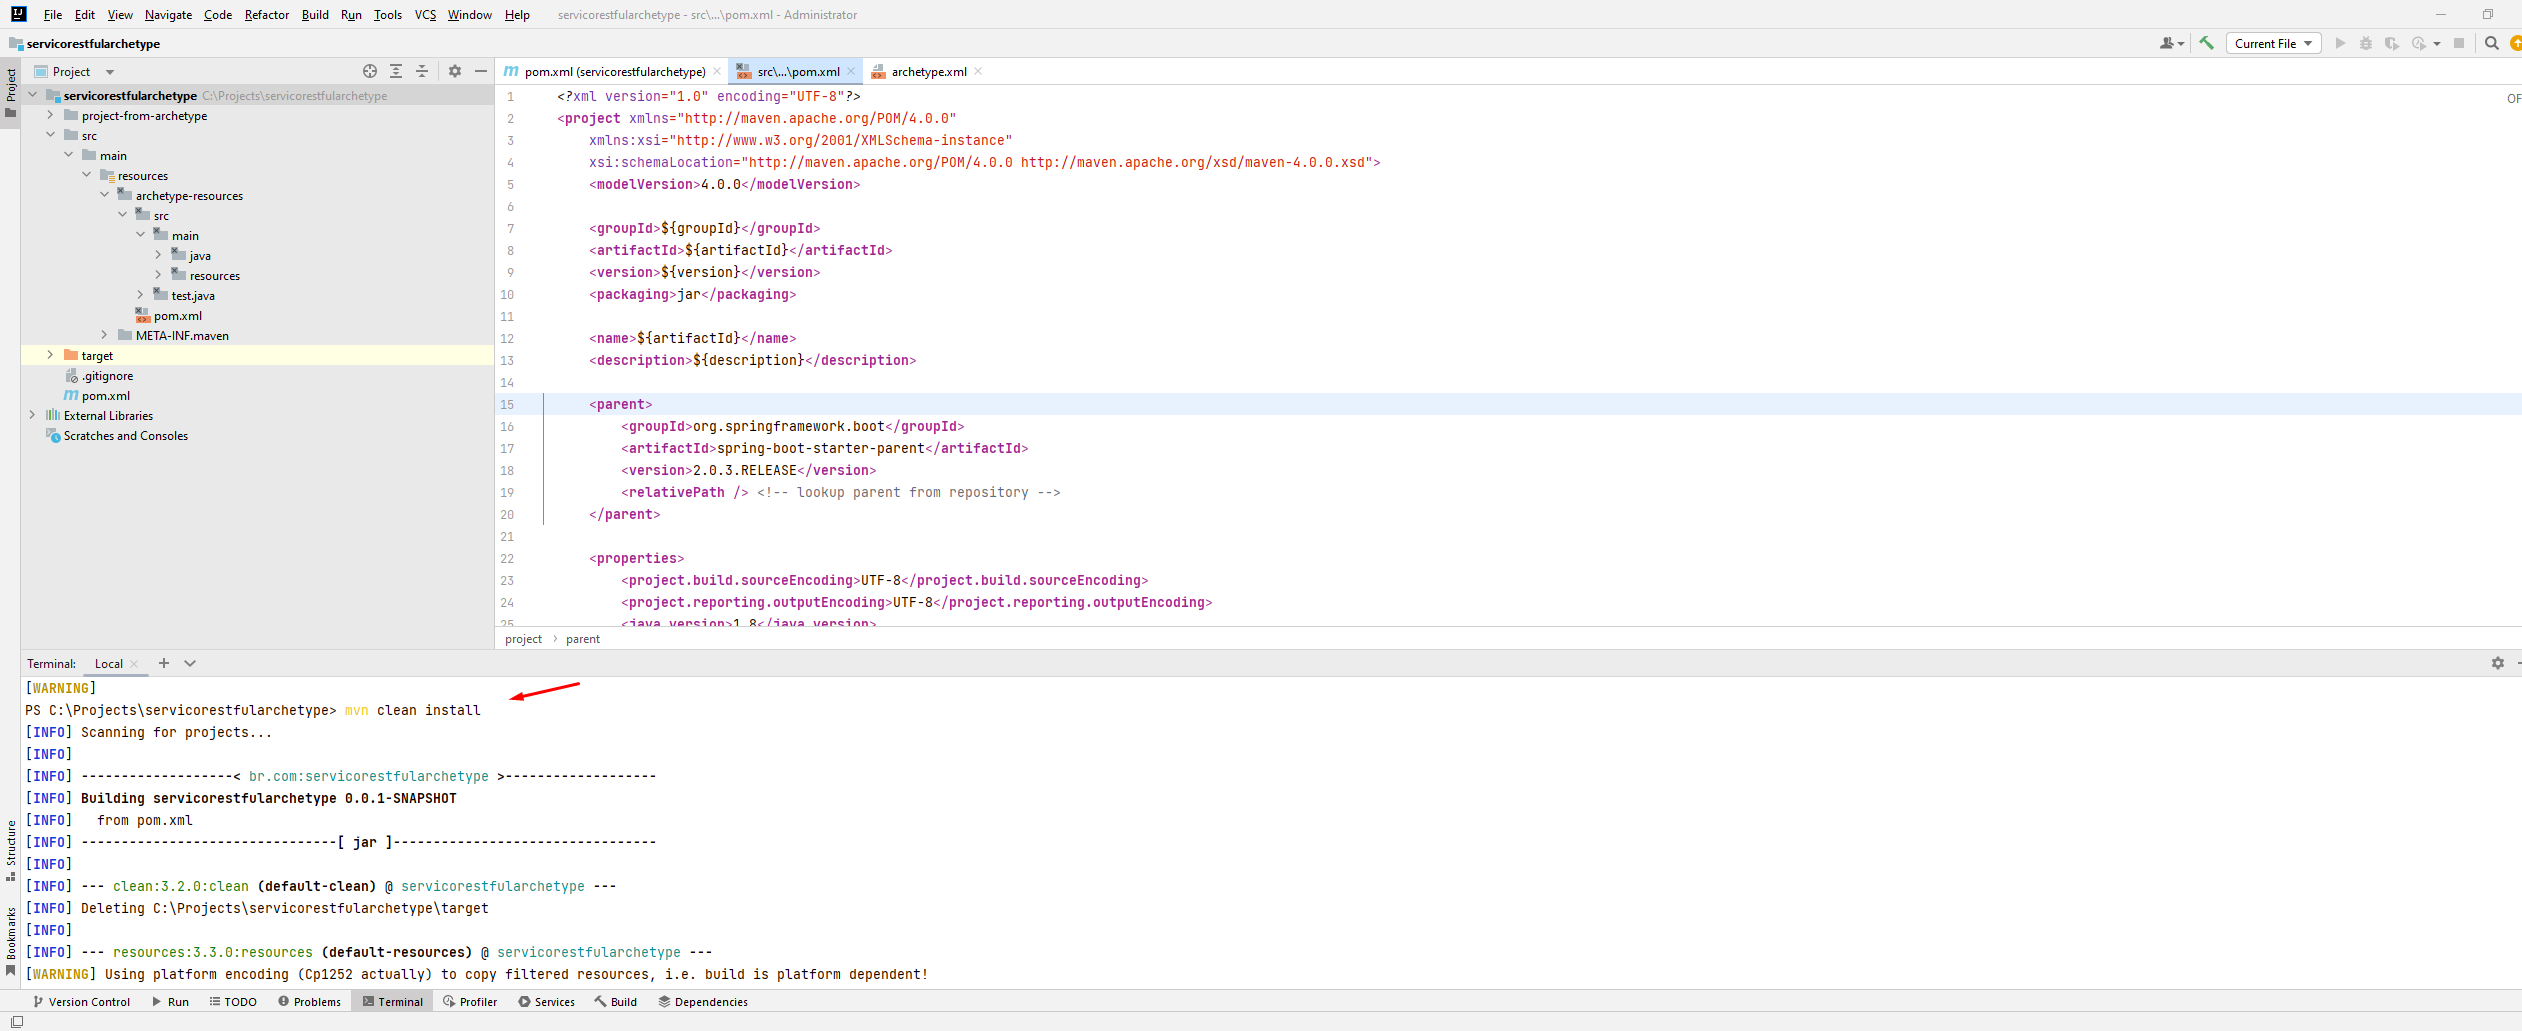 File Edit View Navigate Code Refactor Build Run Tools VCS Window Help servicorestfularchetype - src\...\pom.xml - Administrator
servicorestfularchetype
Current File
Project
Project
pom.xml (servicorestfularchetype)
src\...\pom.xml
archetype.xml
servicorestfularchetype C:\Projects\servicorestfularchetype
project-from-archetype
src
main
resources
archetype-resources
src
main
java
resources
test.java
pom.xml
META-INF.maven
target
.gitignore
pom.xml
External Libraries
Scratches and Consoles
1 <?xml version="1.0" encoding="UTF-8"?>
2 <project xmlns="http://maven.apache.org/POM/4.0.0"
3 xmlns:xsi="http://www.w3.org/2001/XMLSchema-instance"
4 xsi:schemaLocation="http://maven.apache.org/POM/4.0.0 http://maven.apache.org/xsd/maven-4.0.0.xsd">
5 <modelVersion>4.0.0</modelVersion>
6
7 <groupId>${groupId}</groupId>
8 <artifactId>${artifactId}</artifactId>
9 <version>${version}</version>
10 <packaging>jar</packaging>
11
12 <name>${artifactId}</name>
13 <description>${description}</description>
14
15 <parent>
16 <groupId>org.springframework.boot</groupId>
17 <artifactId>spring-boot-starter-parent</artifactId>
18 <version>2.0.3.RELEASE</version>
19 <relativePath /> <!-- lookup parent from repository -->
20 </parent>
21
22 <properties>
23 <project.build.sourceEncoding>UTF-8</project.build.sourceEncoding>
24 <project.reporting.outputEncoding>UTF-8</project.reporting.outputEncoding>
25 <java.version>1.8</java.version>
project > parent
Terminal: Local
[WARNING]
PS C:\Projects\servicorestfularchetype> mvn clean install
[INFO] Scanning for projects...
[INFO]
[INFO] -------------------< br.com:servicorestfularchetype >-------------------
[INFO] Building servicorestfularchetype 0.0.1-SNAPSHOT
[INFO] from pom.xml
[INFO] --------------------------------[ jar ]---------------------------------
[INFO]
[INFO] --- clean:3.2.0:clean (default-clean) @ servicorestfularchetype ---
[INFO] Deleting C:\Projects\servicorestfularchetype\target
[INFO]
[INFO] --- resources:3.3.0:resources (default-resources) @ servicorestfularchetype ---
[WARNING] Using platform encoding (Cp1252 actually) to copy filtered resources, i.e. build is platform dependent!
Structure
Bookmarks
Version Control Run TODO Problems Terminal Profiler Services Build Dependencies